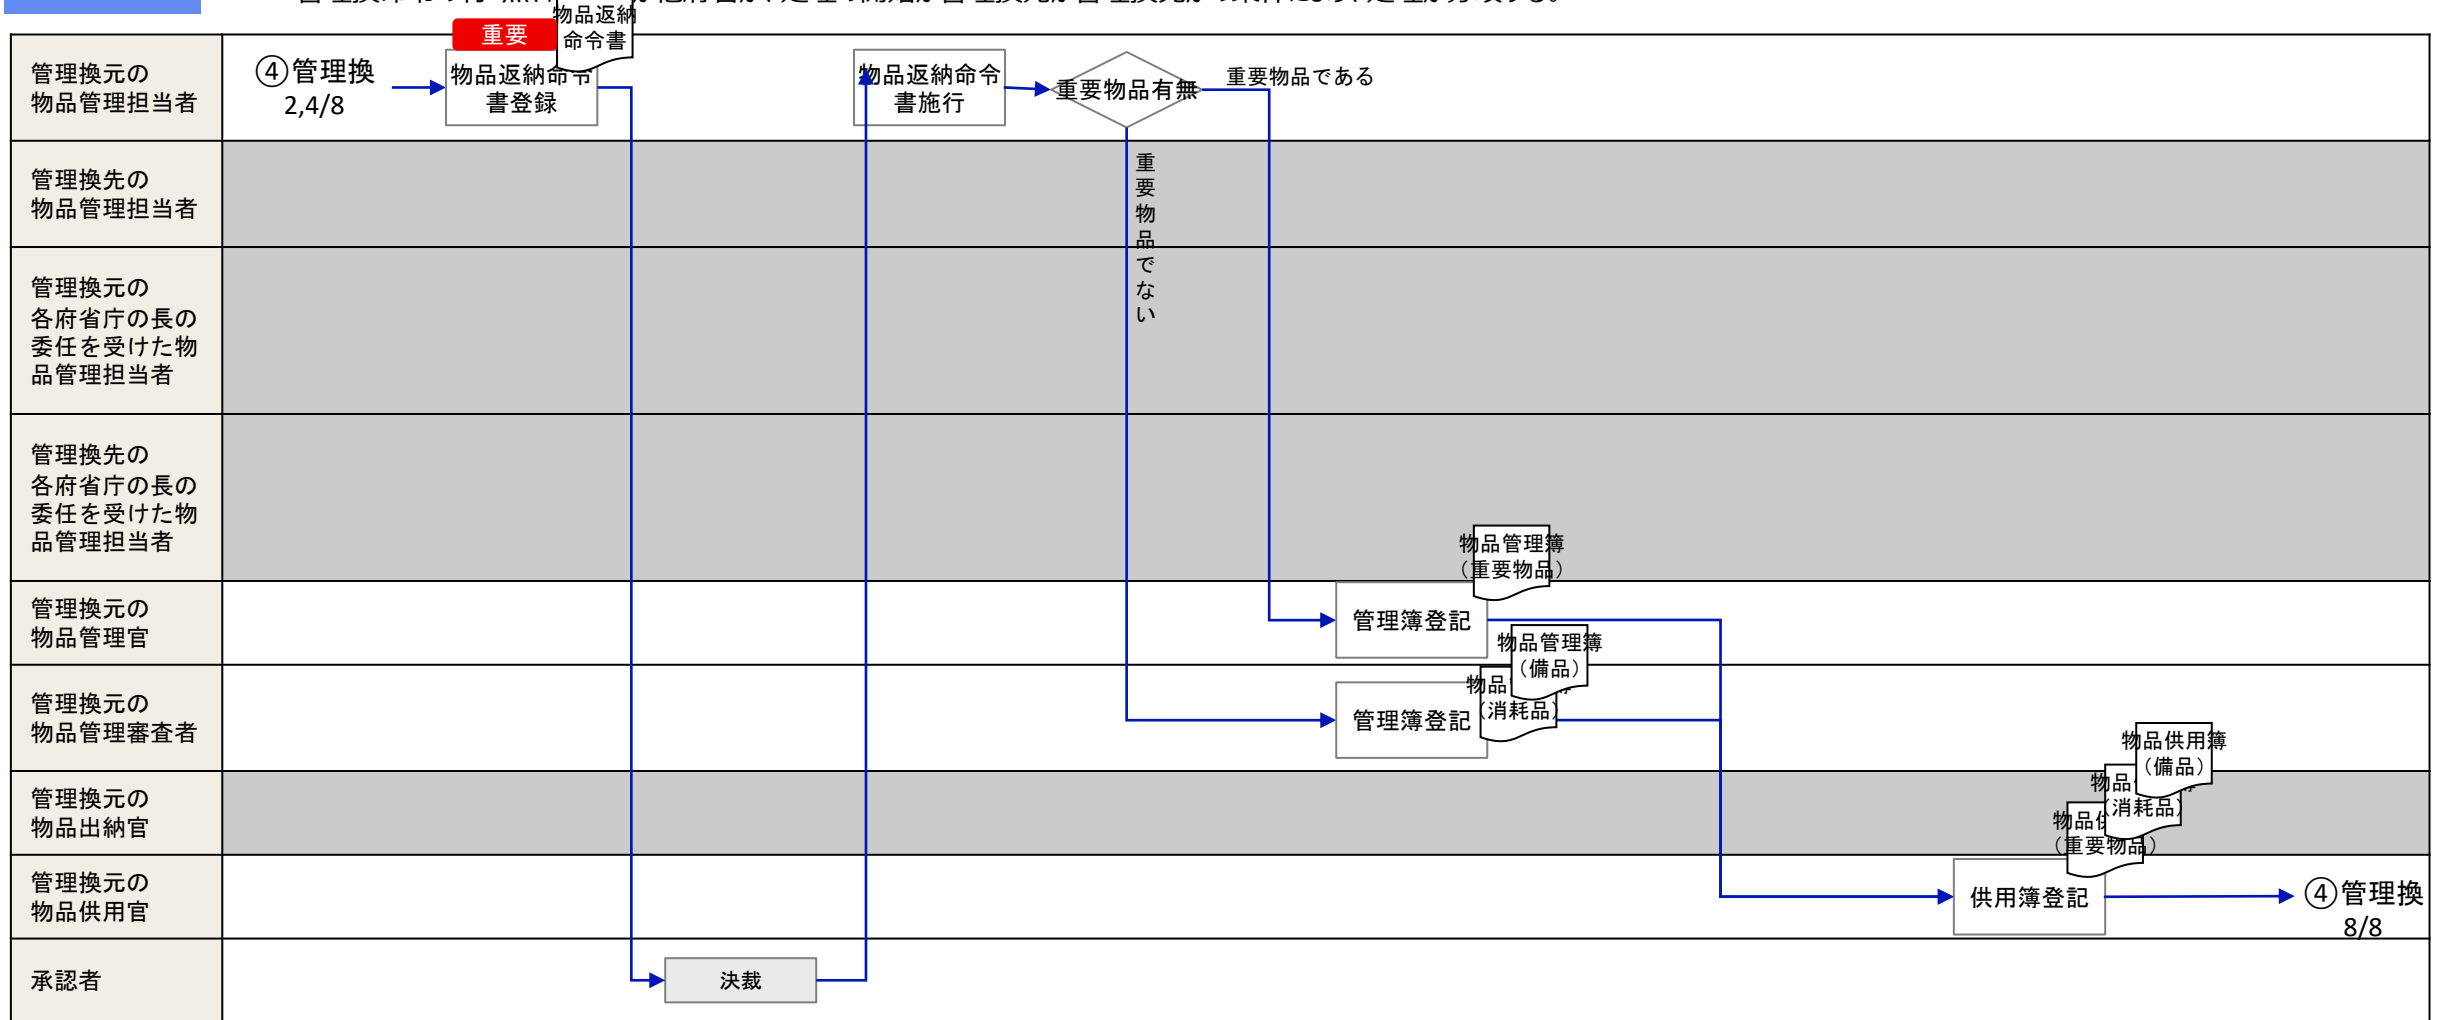 物品返納
命令書
重要
管理換元の
物品管理担当者
④管理換
2,4/8
物品返納命令
書登録
物品返納命令
書施行
重要物品有無
重要物品である
管理換先の
物品管理担当者
重要物品でない
管理換元の
各府省庁の長の
委任を受けた物
品管理担当者
管理換先の
各府省庁の長の
委任を受けた物
品管理担当者
物品管理簿
（重要物品）
管理換元の
物品管理官
管理簿登記
物品管理簿
（備品）
管理換元の
物品管理審査者
管理簿登記
（消耗品）
物品供用簿
（備品）
管理換元の
物品出納官
（消耗品）
（重要物品）
管理換元の
物品供用官
供用簿登記
④管理換
8/8
承認者
決裁